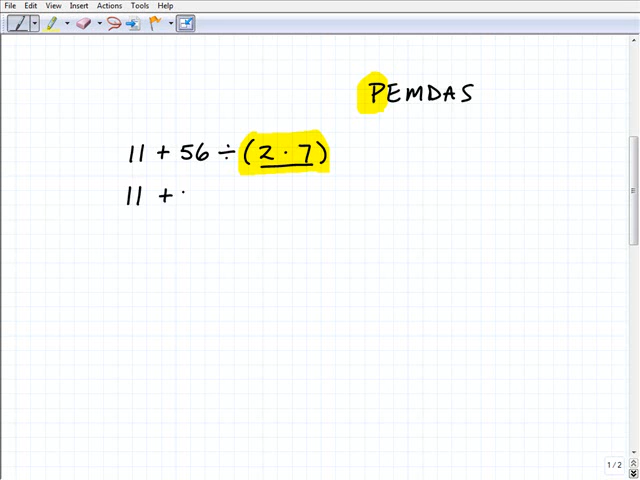 File Edit View Insert Actions Tools Help
PEMDAS
11 + 56 ÷ (2 · 7)
11 +
1 / 2